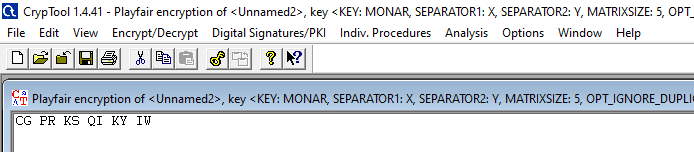 CrypTool 1.4.41 - Playfair encryption of <Unnamed2>, key <KEY: MONAR, SEPARATOR1: X, SEPARATOR2: Y, MATRIXSIZE: 5, OPT_
File Edit View Encrypt/Decrypt Digital Signatures/PKI Indiv. Procedures Analysis Options Window Help
Playfair encryption of <Unnamed2>, key <KEY: MONAR, SEPARATOR1: X, SEPARATOR2: Y, MATRIXSIZE: 5, OPT_IGNORE_DUPLI
CG PR KS QI KY IW